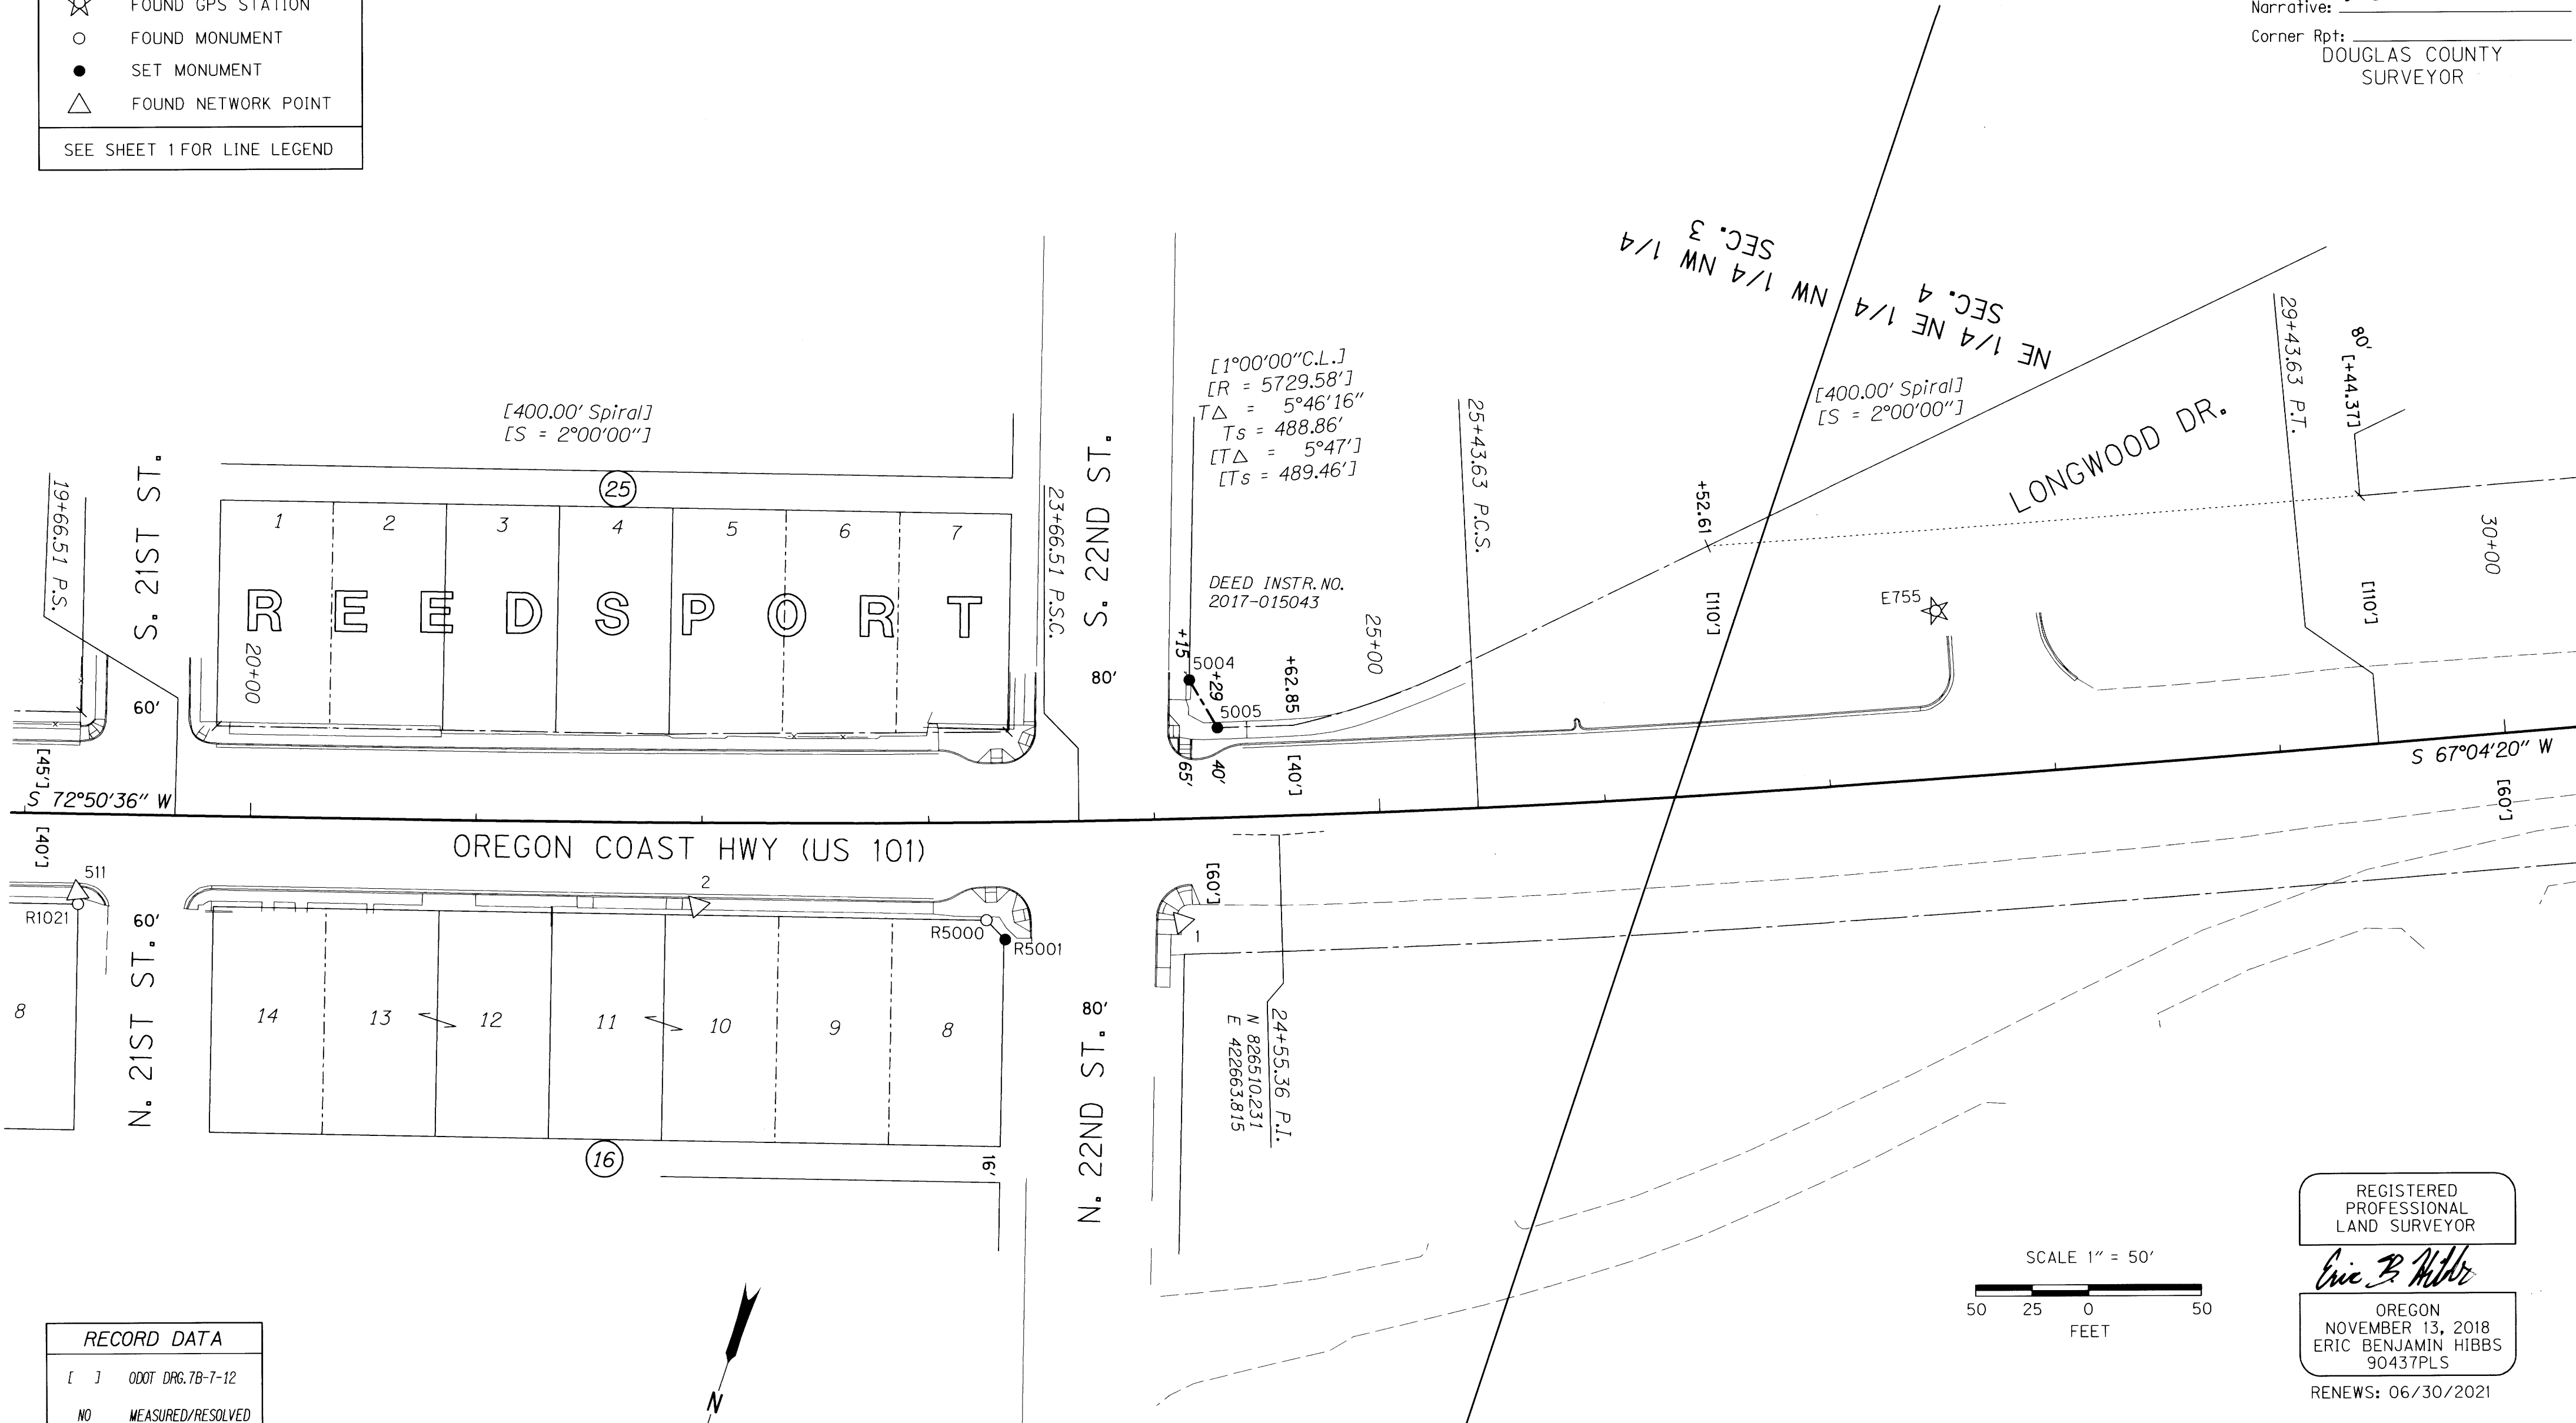 FOUND GPS STATION
FOUND MONUMENT
SET MONUMENT
FOUND NETWORK POINT
SEE SHEET 1 FOR LINE LEGEND
Narrative:
Corner Rpt:
DOUGLAS COUNTY
SURVEYOR
NW 1/4 NW 1/4
SEC. 3
NE 1/4 NE 1/4
SEC. 4
[400.00' Spiral]
[S = 2°00'00"]
[1°00'00"C.L.]
[R = 5729.58']
T△ = 5°46'16"
Ts = 488.86'
[T△ = 5°47']
[Ts = 489.46']
[400.00' Spiral]
[S = 2°00'00"]
LONGWOOD DR.
29+43.63 P.T.
80'
[+44.37]
19+66.51 P.S.
S. 21ST ST.
25
1 2 3 4 5 6 7
REEDSPORT
20+00
23+66.51 P.S.C.
S. 22ND ST.
DEED INSTR. NO.
2017-015043
25+00
25+43.63 P.C.S.
+52.61
[110']
E755
[110']
30+00
60'
80'
+15
5004
+29
5005
+62.85
65'
40'
[40']
[45']
S 72°50'36" W
S 67°04'20" W
[60']
[40']
OREGON COAST HWY (US 101)
511
R1021
60'
2
R5000
R5001
[60']
1
8
N. 21ST ST.
14 13 12 11 10 9 8
80'
N. 22ND ST.
24+55.36 P.I.
N 826510.231
E 422663.815
16
16'
SCALE 1" = 50'
50 25 0 50
FEET
N
RECORD DATA
[ ] ODOT DRG. 7B-7-12
NO MEASURED/RESOLVED
REGISTERED
PROFESSIONAL
LAND SURVEYOR
Eric B. Hibbs
OREGON
NOVEMBER 13, 2018
ERIC BENJAMIN HIBBS
90437PLS
RENEWS: 06/30/2021